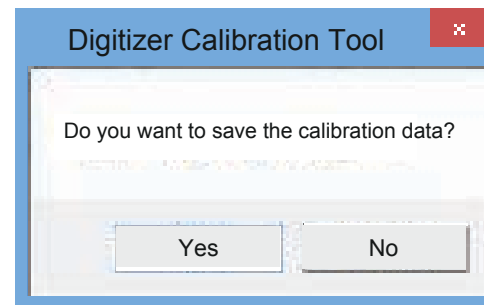 Digitizer Calibration Tool
Do you want to save the calibration data?
Yes No